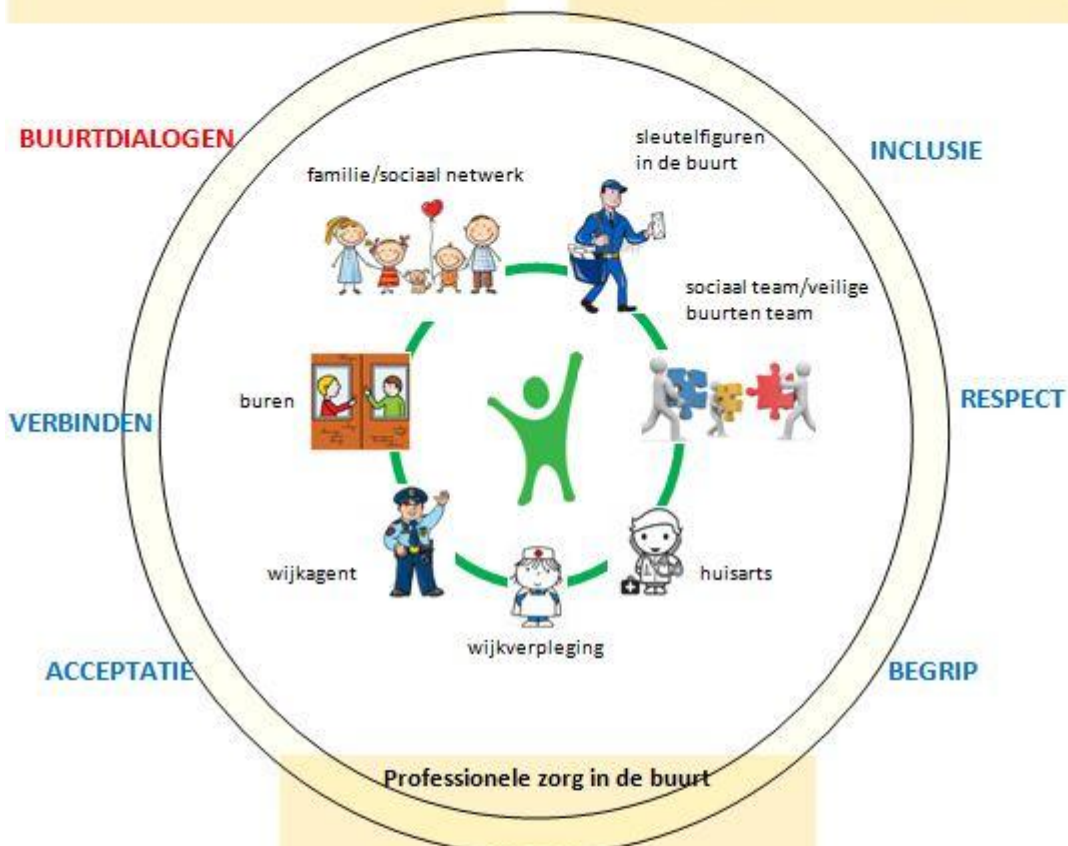 BUURTDIALOGEN
sleutelfiguren
in de buurt
INCLUSIE
familie/sociaal netwerk
sociaal team/veilige
buurten team
buren
VERBINDEN
RESPECT
wijkagent
huisarts
wijkverpleging
ACCEPTATIE
BEGRIP
Professionele zorg in de buurt